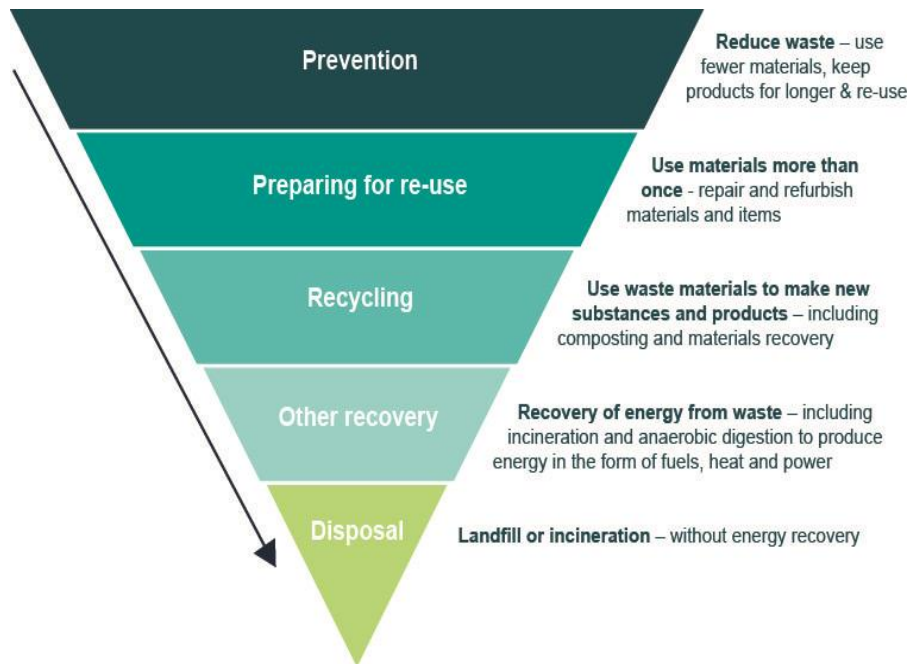 Prevention
Reduce waste – use
fewer materials, keep
products for longer & re-use
Preparing for re-use
Use materials more than
once - repair and refurbish
materials and items
Recycling
Use waste materials to make new
substances and products – including
composting and materials recovery
Other recovery
Recovery of energy from waste – including
incineration and anaerobic digestion to produce
energy in the form of fuels, heat and power
Disposal
Landfill or incineration – without energy recovery